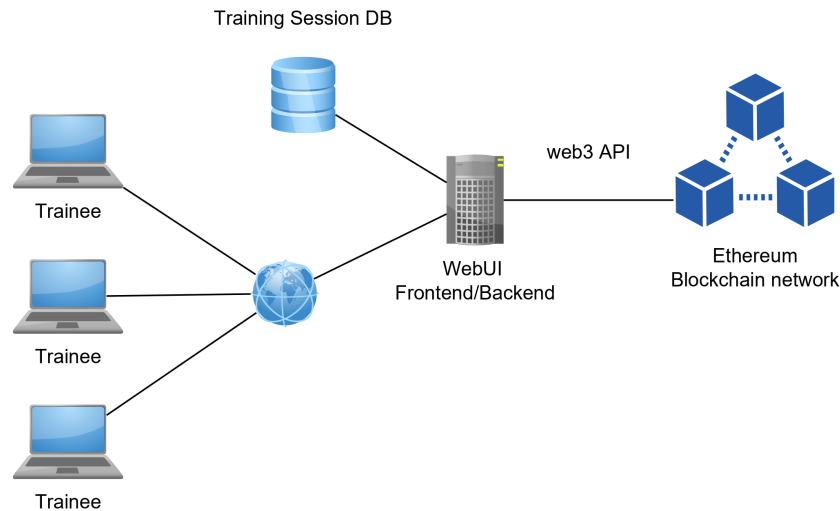 Training Session DB
Trainee
web3 API
WebUI
Frontend/Backend
Ethereum
Blockchain network
Trainee
Trainee